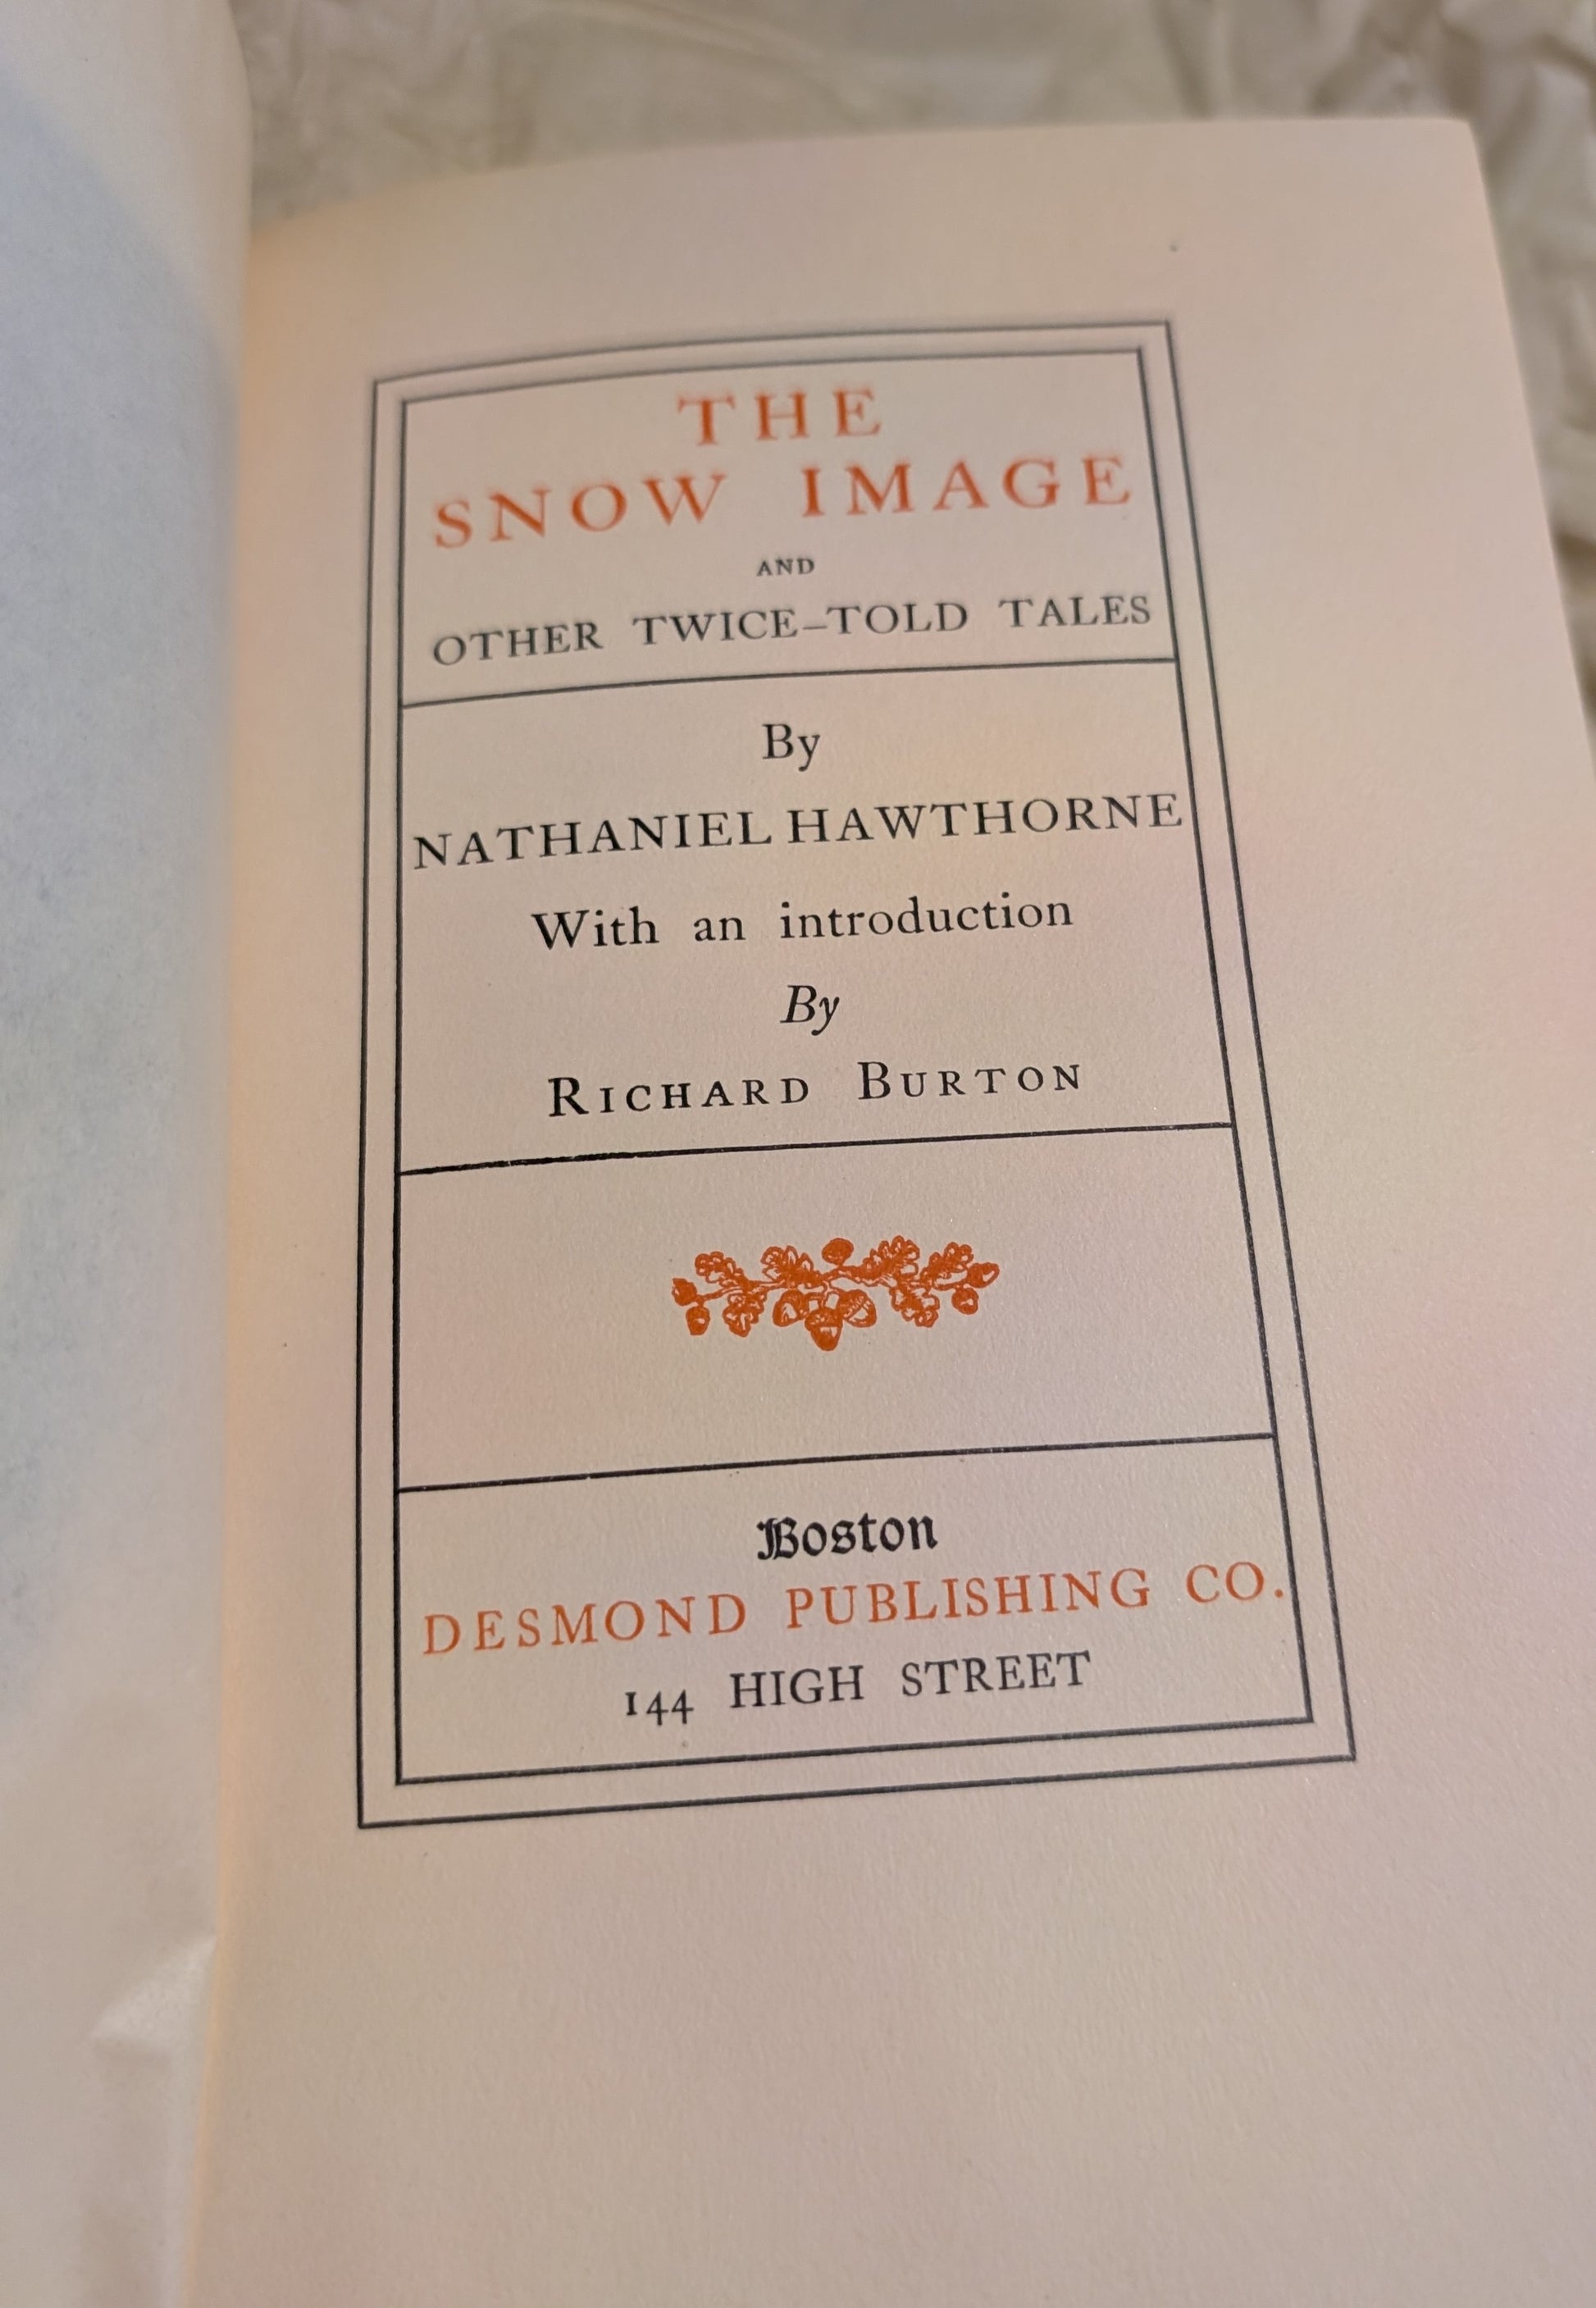 THE
SNOW IMAGE
AND
OTHER TWICE-TOLD TALES
By
NATHANIEL HAWTHORNE
With an introduction
By
RICHARD BURTON
Boston
DESMOND PUBLISHING CO.
144 HIGH STREET